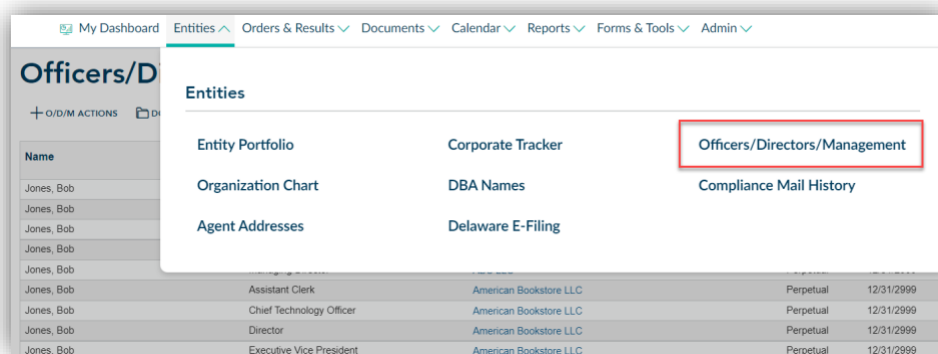 My Dashboard Entities Orders & Results Documents Calendar Reports Forms & Tools Admin
Officers/Di
O/D/M ACTIONS
Entities
Entity Portfolio Corporate Tracker Officers/Directors/Management
Organization Chart DBA Names Compliance Mail History
Agent Addresses Delaware E-Filing
Name
Jones, Bob
Jones, Bob
Jones, Bob
Jones, Bob
Jones, Bob
Jones, Bob Assistant Clerk American Bookstore LLC Perpetual 12/31/2999
Jones, Bob Chief Technology Officer American Bookstore LLC Perpetual 12/31/2999
Jones, Bob Director American Bookstore LLC Perpetual 12/31/2999
Jones, Bob Executive Vice President American Bookstore LLC Perpetual 12/31/2999